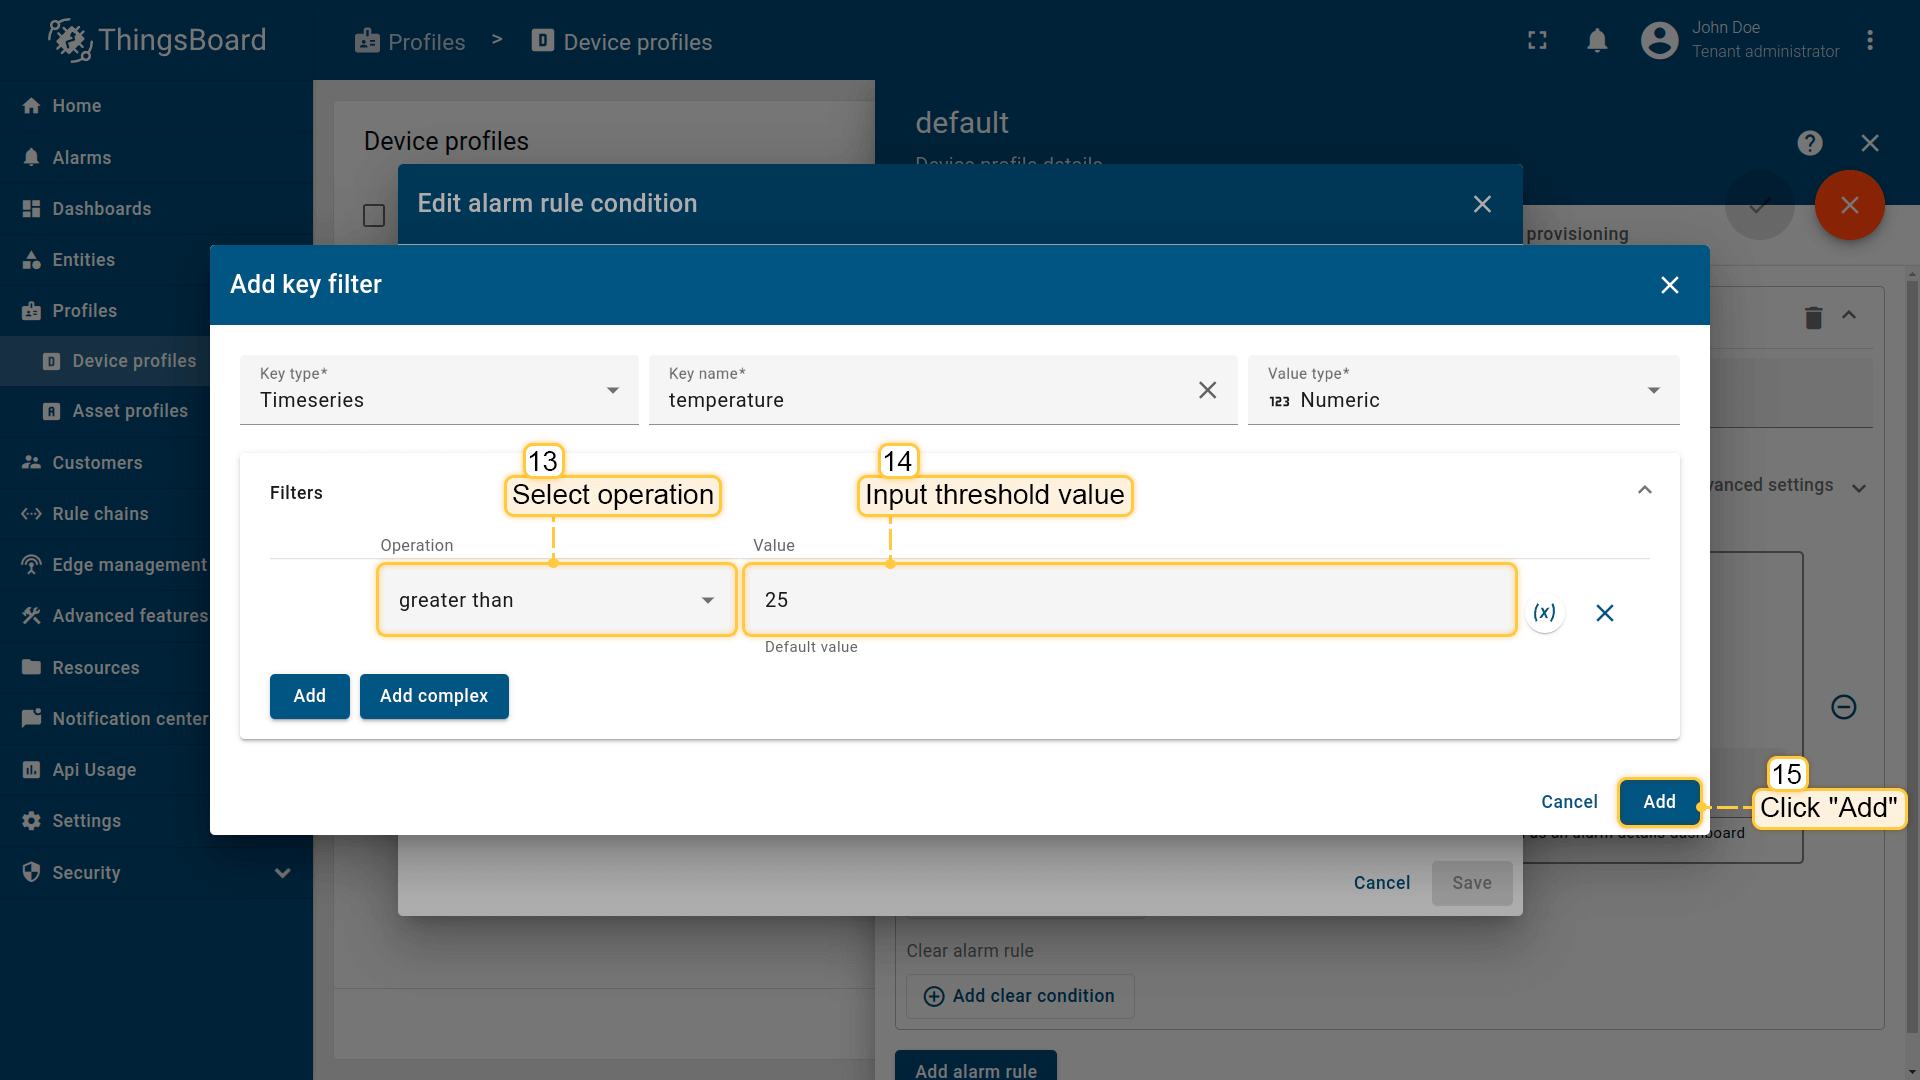 ThingsBoard
Profiles > Device profiles
John Doe
Tenant administrator
Home
Alarms
Dashboards
Entities
Profiles
Device profiles
Asset profiles
Customers
Rule chains
Edge management
Advanced features
Resources
Notification center
Api Usage
Settings
Security
Device profiles
default
Device profile details
provisioning
Edit alarm rule condition
Add key filter
Key type*
Timeseries
Key name*
temperature
Value type*
123 Numeric
Filters
13
Select operation
14
Input threshold value
Operation
Value
greater than
25
(x)
Default value
Add
Add complex
Cancel
Add
15
Click "Add"
vanced settings
as an alarm details dashboard
Cancel
Save
Clear alarm rule
Add clear condition
Add alarm rule